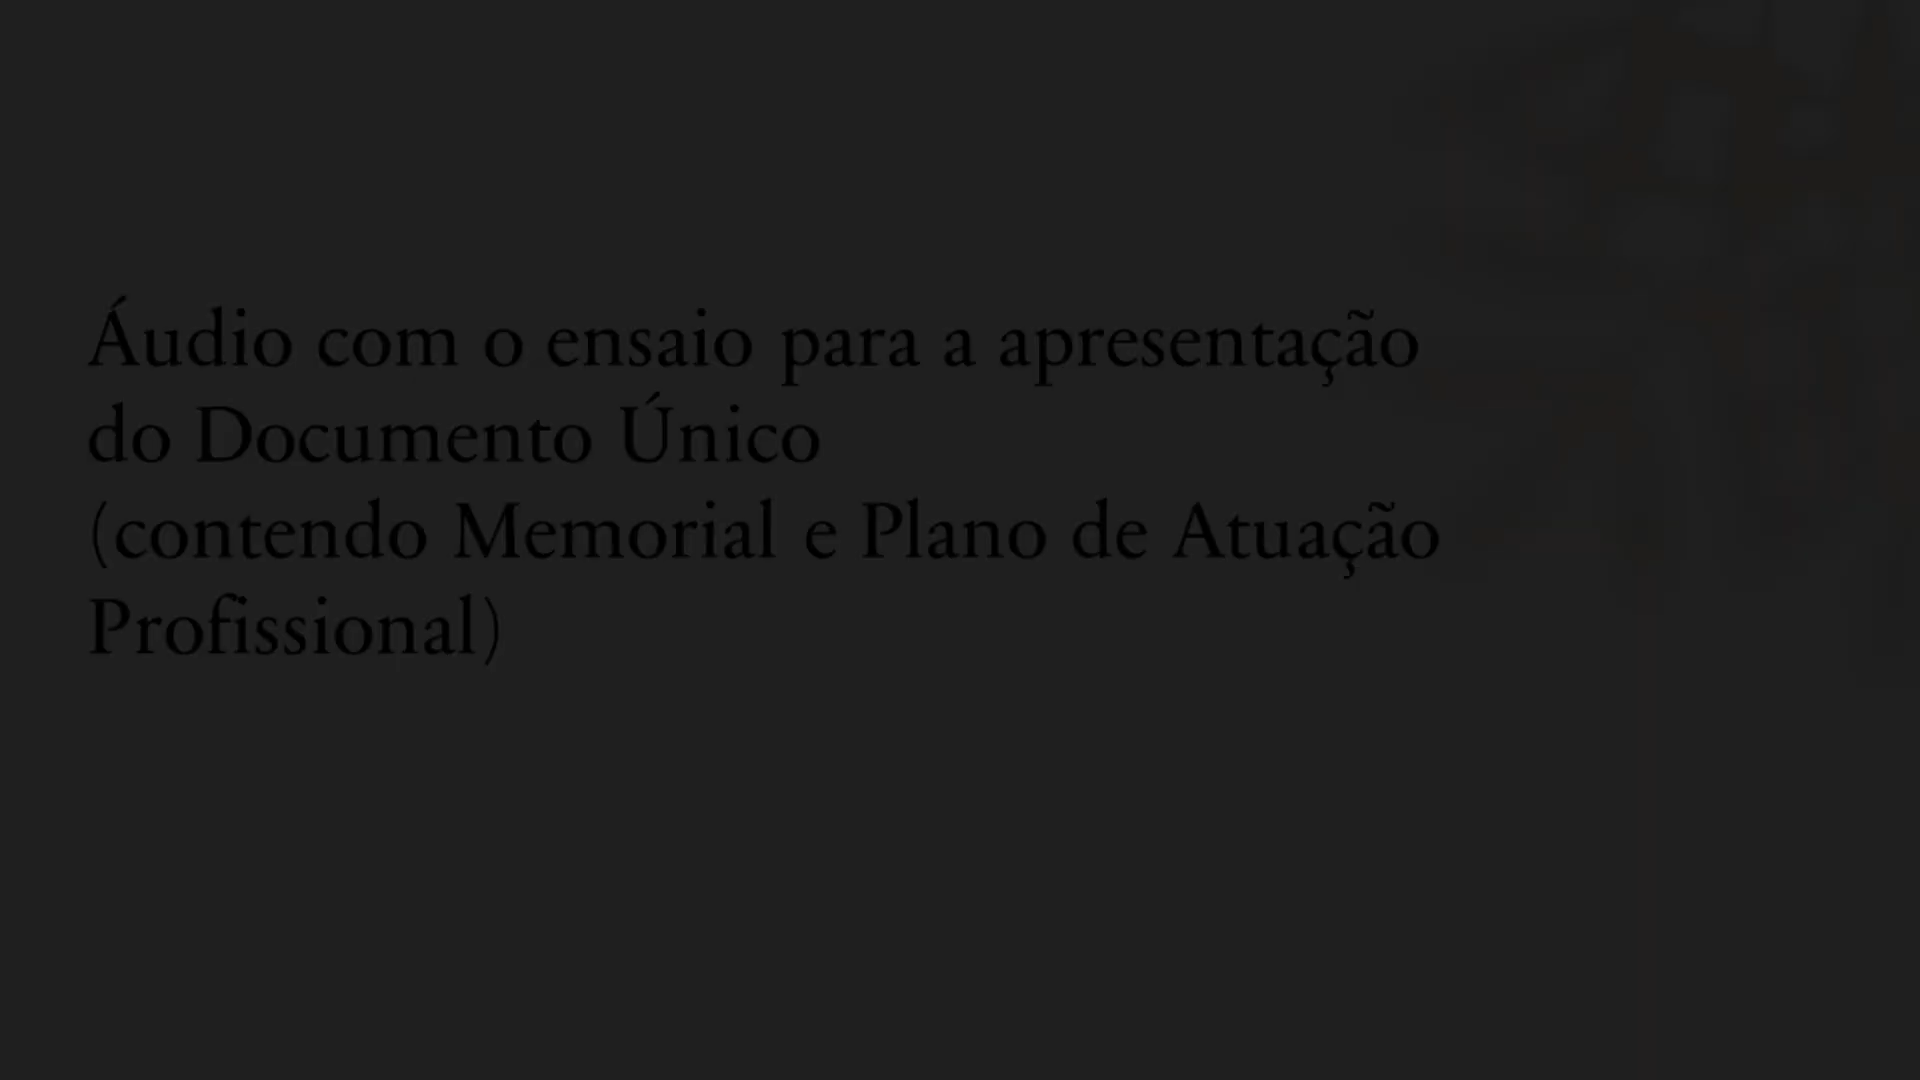 Áudio com o ensaio para a apresentação
do Documento Único
(contendo Memorial e Plano de Atuação
Profissional)